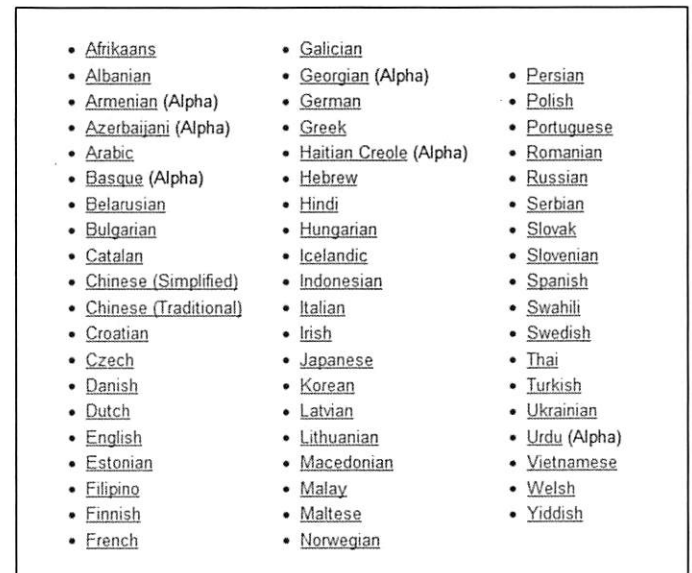 • Afrikaans
• Albanian
• Armenian (Alpha)
• Azerbaijani (Alpha)
• Arabic
• Basque (Alpha)
• Belarusian
• Bulgarian
• Catalan
• Chinese (Simplified)
• Chinese (Traditional)
• Croatian
• Czech
• Danish
• Dutch
• English
• Estonian
• Filipino
• Finnish
• French
• Galician
• Georgian (Alpha)
• German
• Greek
• Haitian Creole (Alpha)
• Hebrew
• Hindi
• Hungarian
• Icelandic
• Indonesian
• Italian
• Irish
• Japanese
• Korean
• Latvian
• Lithuanian
• Macedonian
• Malay
• Maltese
• Norwegian
• Persian
• Polish
• Portuguese
• Romanian
• Russian
• Serbian
• Slovak
• Slovenian
• Spanish
• Swahili
• Swedish
• Thai
• Turkish
• Ukrainian
• Urdu (Alpha)
• Vietnamese
• Welsh
• Yiddish